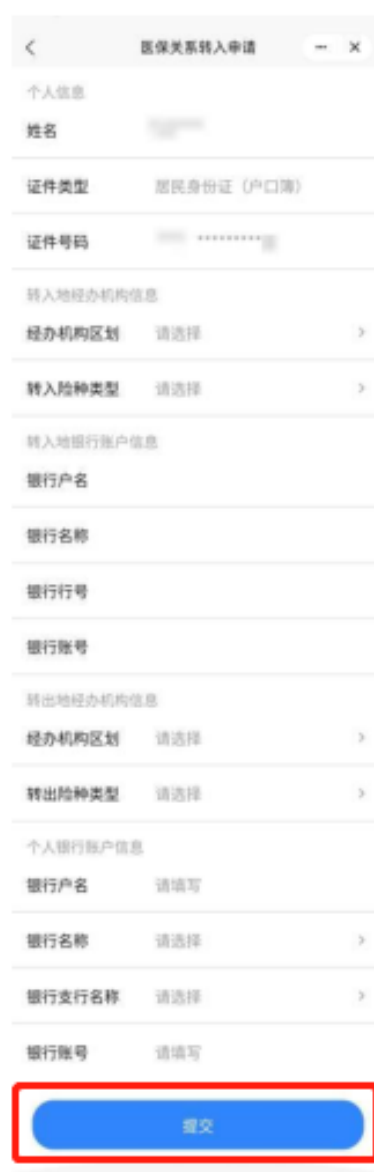 医保关系转入申请
个人信息
姓名
证件类型 居民身份证（户口簿）
证件号码
转入地经办机构信息
经办机构区划 请选择
转入险种类型 请选择
转入地银行账户信息
银行户名
银行名称
银行行号
银行账号
转出地经办机构信息
经办机构区划 请选择
转出险种类型 请选择
个人银行账户信息
银行户名 请填写
银行名称 请选择
银行支行名称 请选择
银行账号 请填写
提交